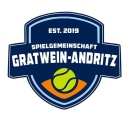 EST. 2019
SPIELGEMEINSCHAFT
GRATWEIN-ANDRITZ